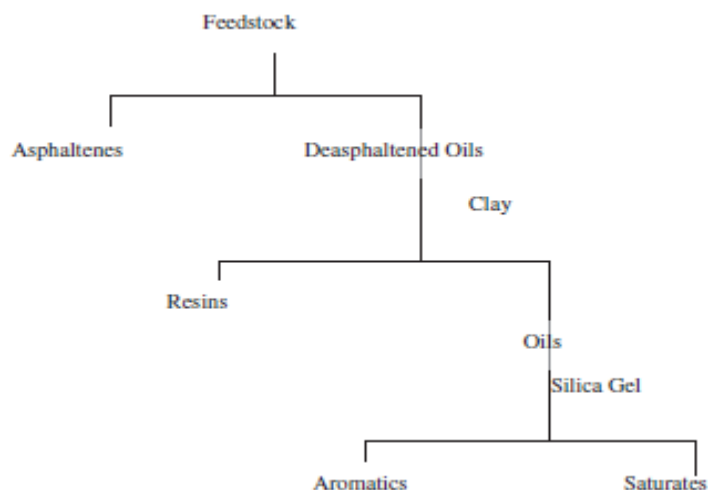 Feedstock
Asphaltenes
Deasphaltened Oils
Clay
Resins
Oils
Silica Gel
Aromatics
Saturates